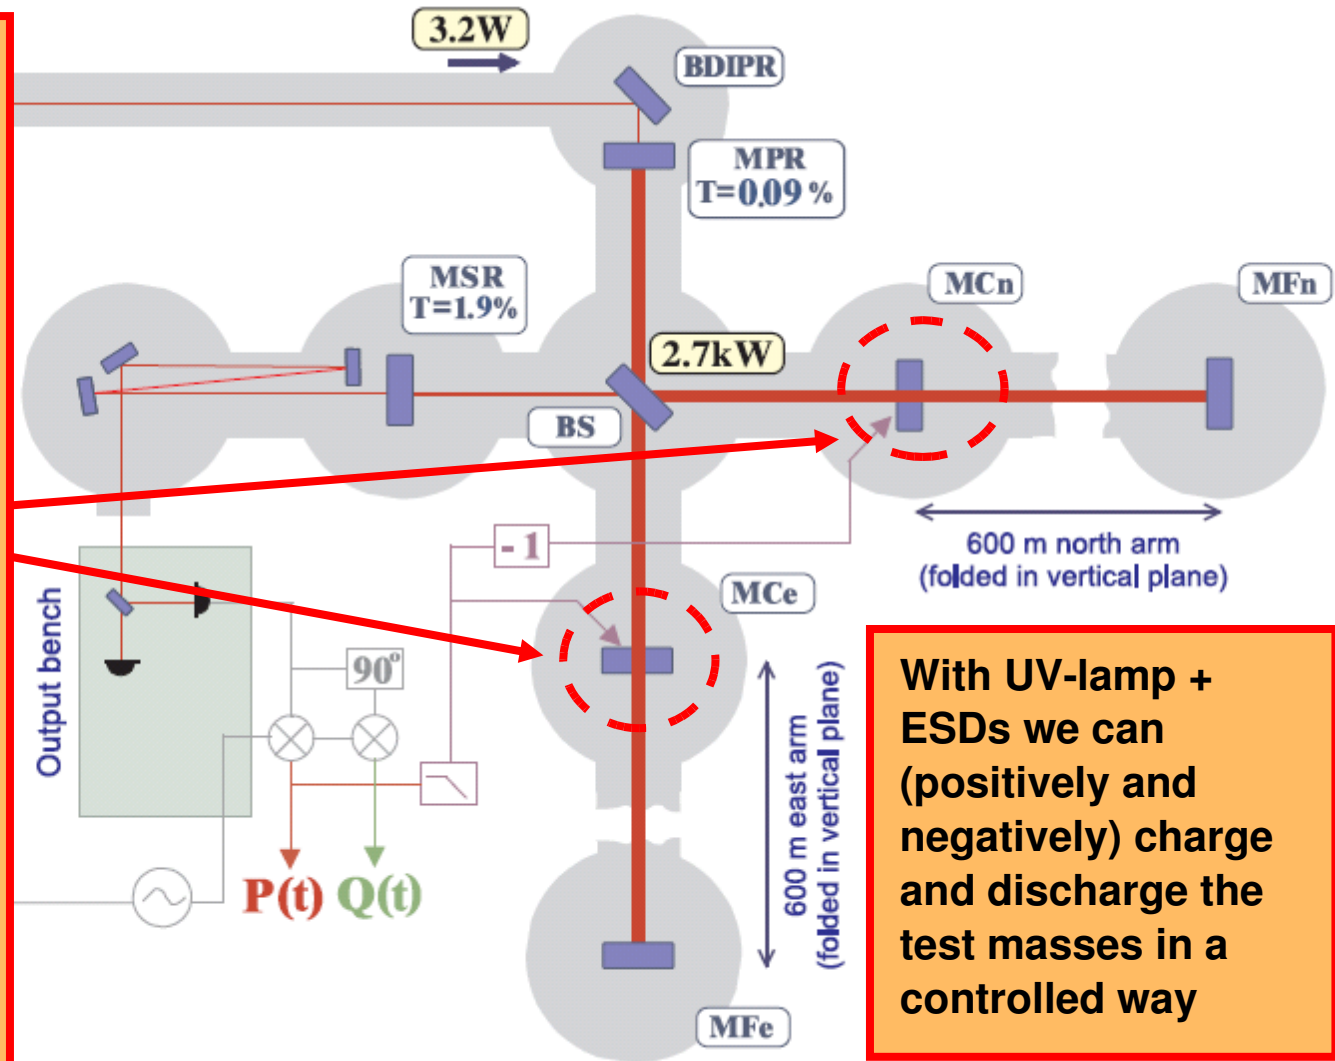 3.2W
BDIPR
MPR
T=0.09 %
MSR
T=1.9%
MCn
MFn
2.7kW
BS
- 1
600 m north arm
(folded in vertical plane)
MCe
Output bench
90°
600 m east arm
(folded in vertical plane)
P(t) Q(t)
MFe
With UV-lamp +
ESDs we can
(positively and
negatively) charge
and discharge the
test masses in a
controlled way